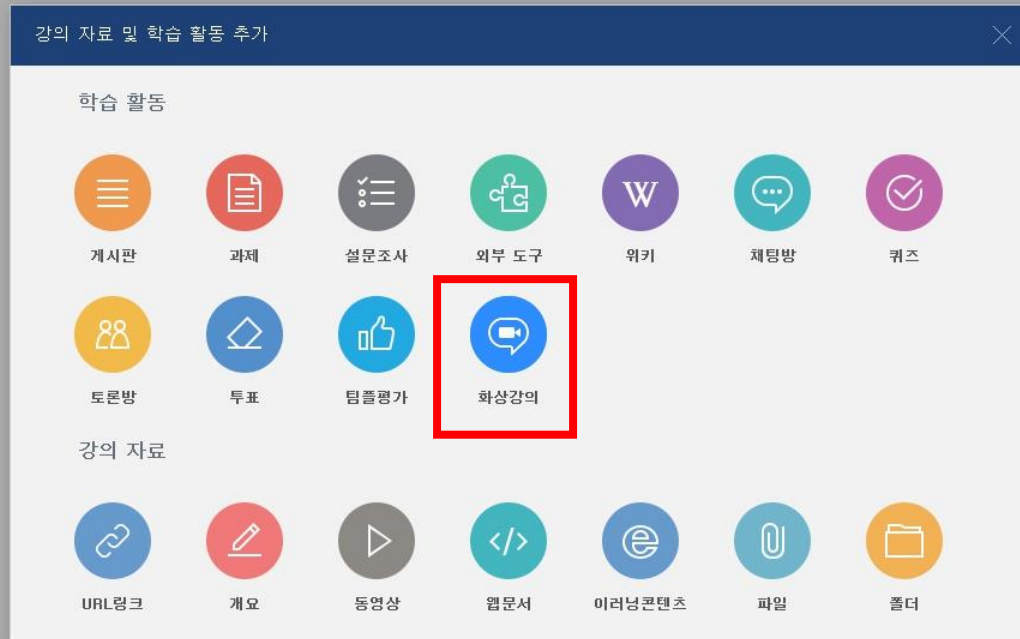 강의 자료 및 학습 활동 추가
학습 활동
게시판 과제 설문조사 외부 도구 위키 채팅방 퀴즈
토론방 투표 팀플평가 화상강의
강의 자료
URL링크 개요 동영상 웹문서 이러닝콘텐츠 파일 폴더